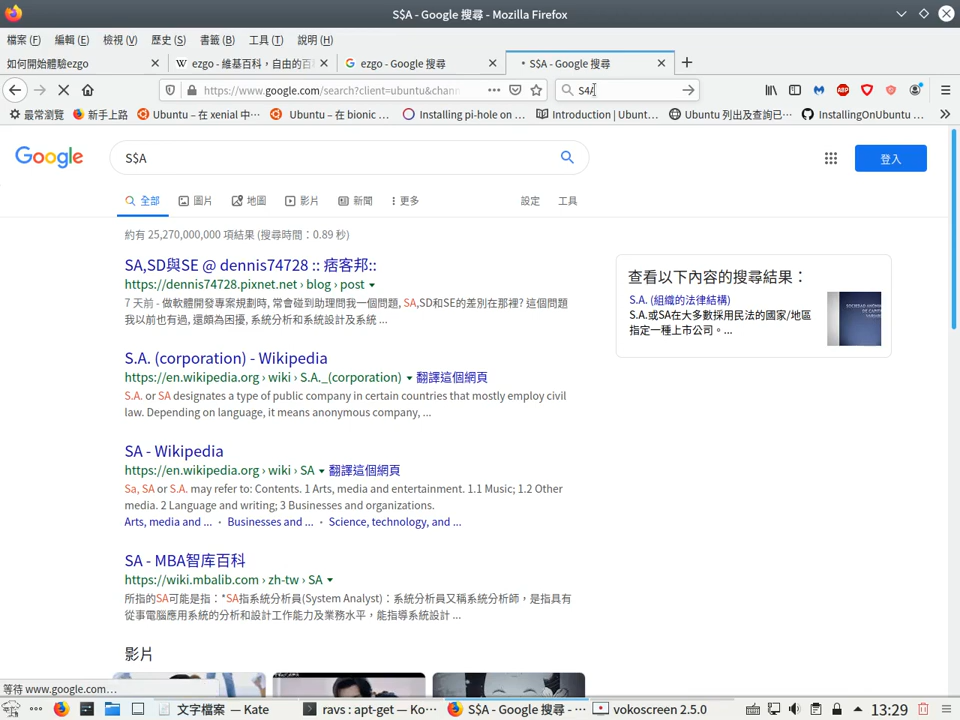 S$A - Google 搜尋 - Mozilla Firefox
檔案 (F) 編輯 (E) 檢視 (V) 歷史 (S) 書籤 (B) 工具 (T) 說明 (H)
如何開始體驗ezgo
ezgo - 維基百科，自由的百
ezgo - Google 搜尋
S$A - Google 搜尋
https://www.google.com/search?client=ubuntu&chann
最常瀏覽 新手上路 Ubuntu – 在 xenial 中… Ubuntu – 在 bionic … Installing pi-hole on … Introduction | Ubunt… Ubuntu 列出及查詢已… InstallingOnUbuntu …
Google
S$A
登入
全部 圖片 地圖 影片 新聞 更多 設定 工具
約有 25,270,000,000 項結果 (搜尋時間：0.89 秒)
SA,SD與SE @ dennis74728 :: 痞客邦::
https://dennis74728.pixnet.net › blog › post
7 天前 - 做軟體開發專案規劃時, 常會碰到助理問我一個問題, SA,SD和SE的差別在那裡? 這個問題
我以前也有過, 還頗為困擾, 系統分析和系統設計及系統 ...
S.A. (corporation) - Wikipedia
https://en.wikipedia.org › wiki › S.A._(corporation) 翻譯這個網頁
S.A. or SA designates a type of public company in certain countries that mostly employ civil
law. Depending on language, it means anonymous company, ...
SA - Wikipedia
https://en.wikipedia.org › wiki › SA 翻譯這個網頁
Sa, SA or S.A. may refer to: Contents. 1 Arts, media and entertainment. 1.1 Music; 1.2 Other
media. 2 Language and writing; 3 Businesses and organizations.
Arts, media and ... · Businesses and ... · Science, technology, and ...
SA - MBA智库百科
https://wiki.mbalib.com › zh-tw › SA
所指的SA可能是指：*SA指系統分析員(System Analyst)：系統分析員又稱系統分析師，是指具有
從事電腦應用系統的分析和設計工作能力及業務水平，能指導系統設計 ...
影片
查看以下內容的搜尋結果：
S.A. (組織的法律結構)
S.A.或SA在大多數採用民法的國家/地區
指定一種上市公司。...
等待 www.google.com…
文字檔案 — Kate
ravs : apt-get — Ko…
S$A - Google 搜尋 - …
vokoscreen 2.5.0
13:29